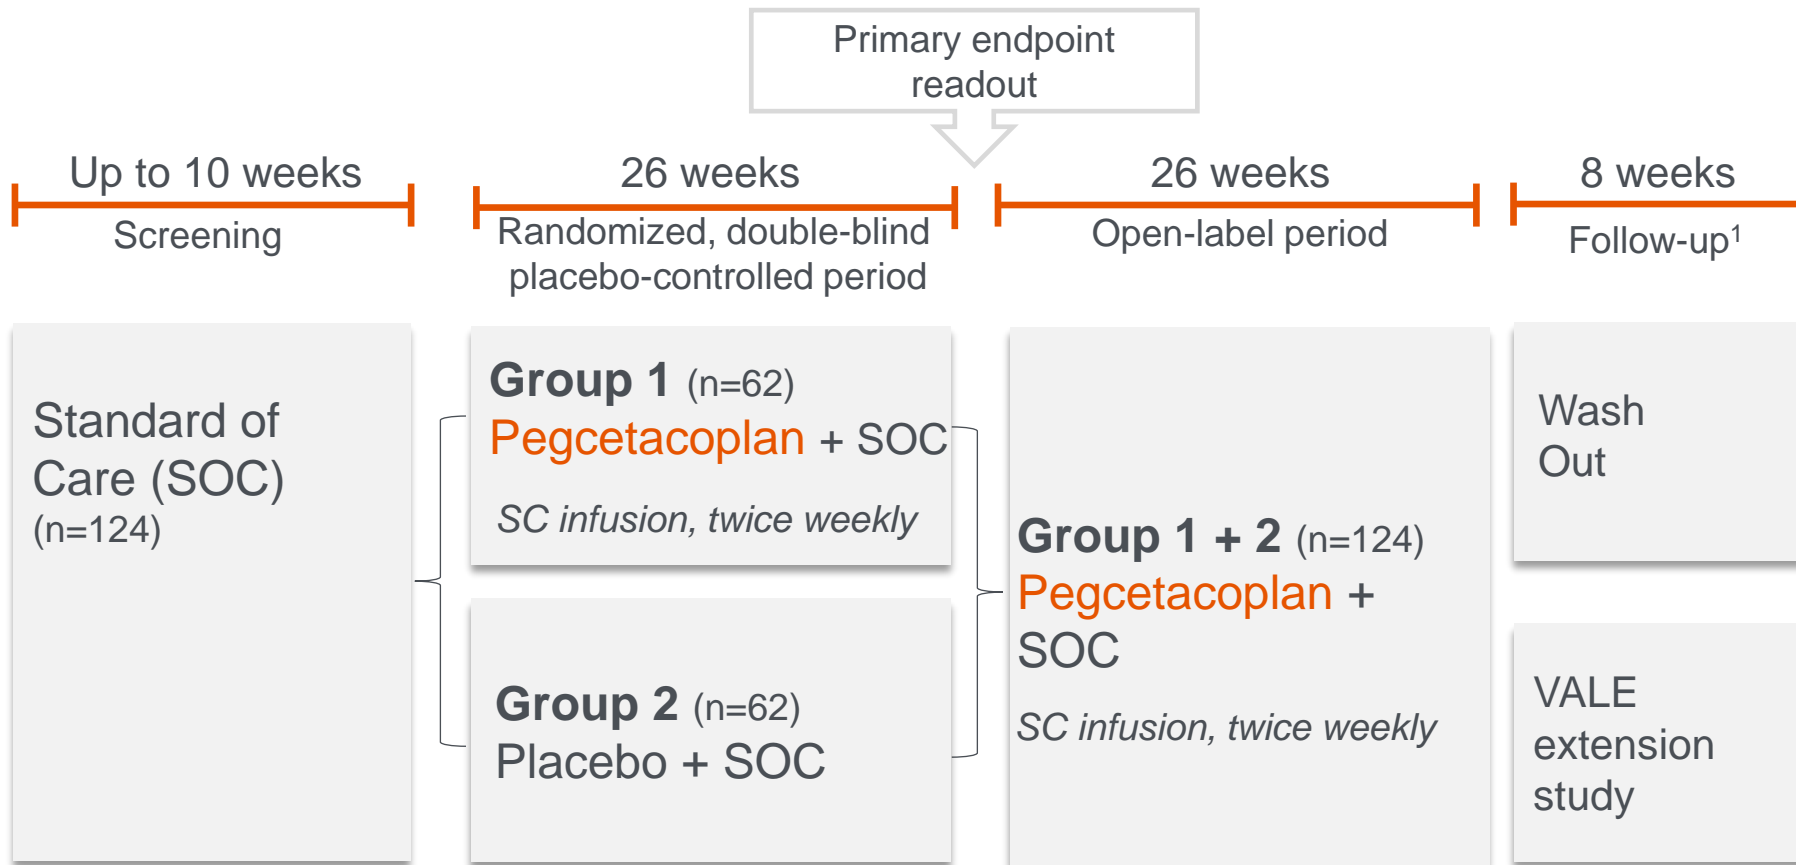 Primary endpoint
readout
Up to 10 weeks
Screening
26 weeks
Randomized, double-blind
placebo-controlled period
26 weeks
Open-label period
8 weeks
Follow-up¹
Standard of
Care (SOC)
(n=124)
Group 1 (n=62)
Pegcetacoplan + SOC
SC infusion, twice weekly
Group 2 (n=62)
Placebo + SOC
Group 1 + 2 (n=124)
Pegcetacoplan +
SOC
SC infusion, twice weekly
Wash
Out
VALE
extension
study